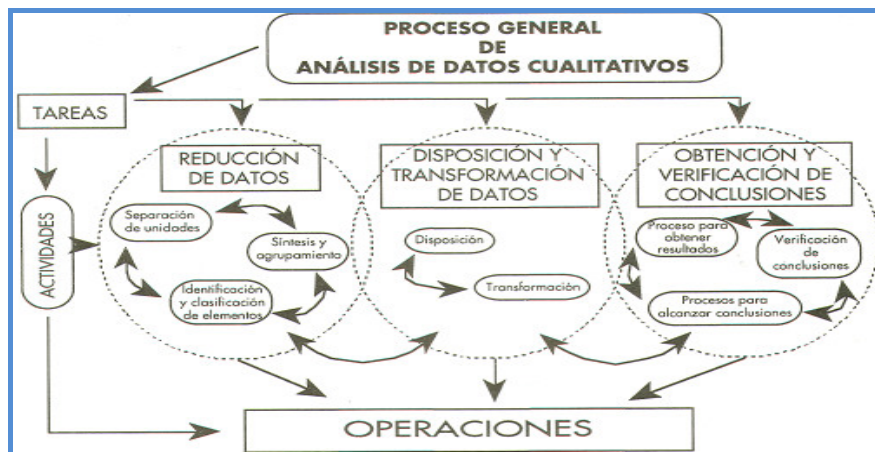 PROCESO GENERAL
DE
ANÁLISIS DE DATOS CUALITATIVOS
TAREAS
REDUCCIÓN
DE DATOS
DISPOSICIÓN Y
TRANSFORMACIÓN
DE DATOS
OBTENCIÓN Y
VERIFICACIÓN DE
CONCLUSIONES
ACTIVIDADES
Separación
de unidades
Síntesis y
agrupamiento
Identificación
y clasificación
de elementos
Disposición
Transformación
Proceso para
obtener
resultados
Verificación
de
conclusiones
Procesos para
alcanzar conclusiones
OPERACIONES